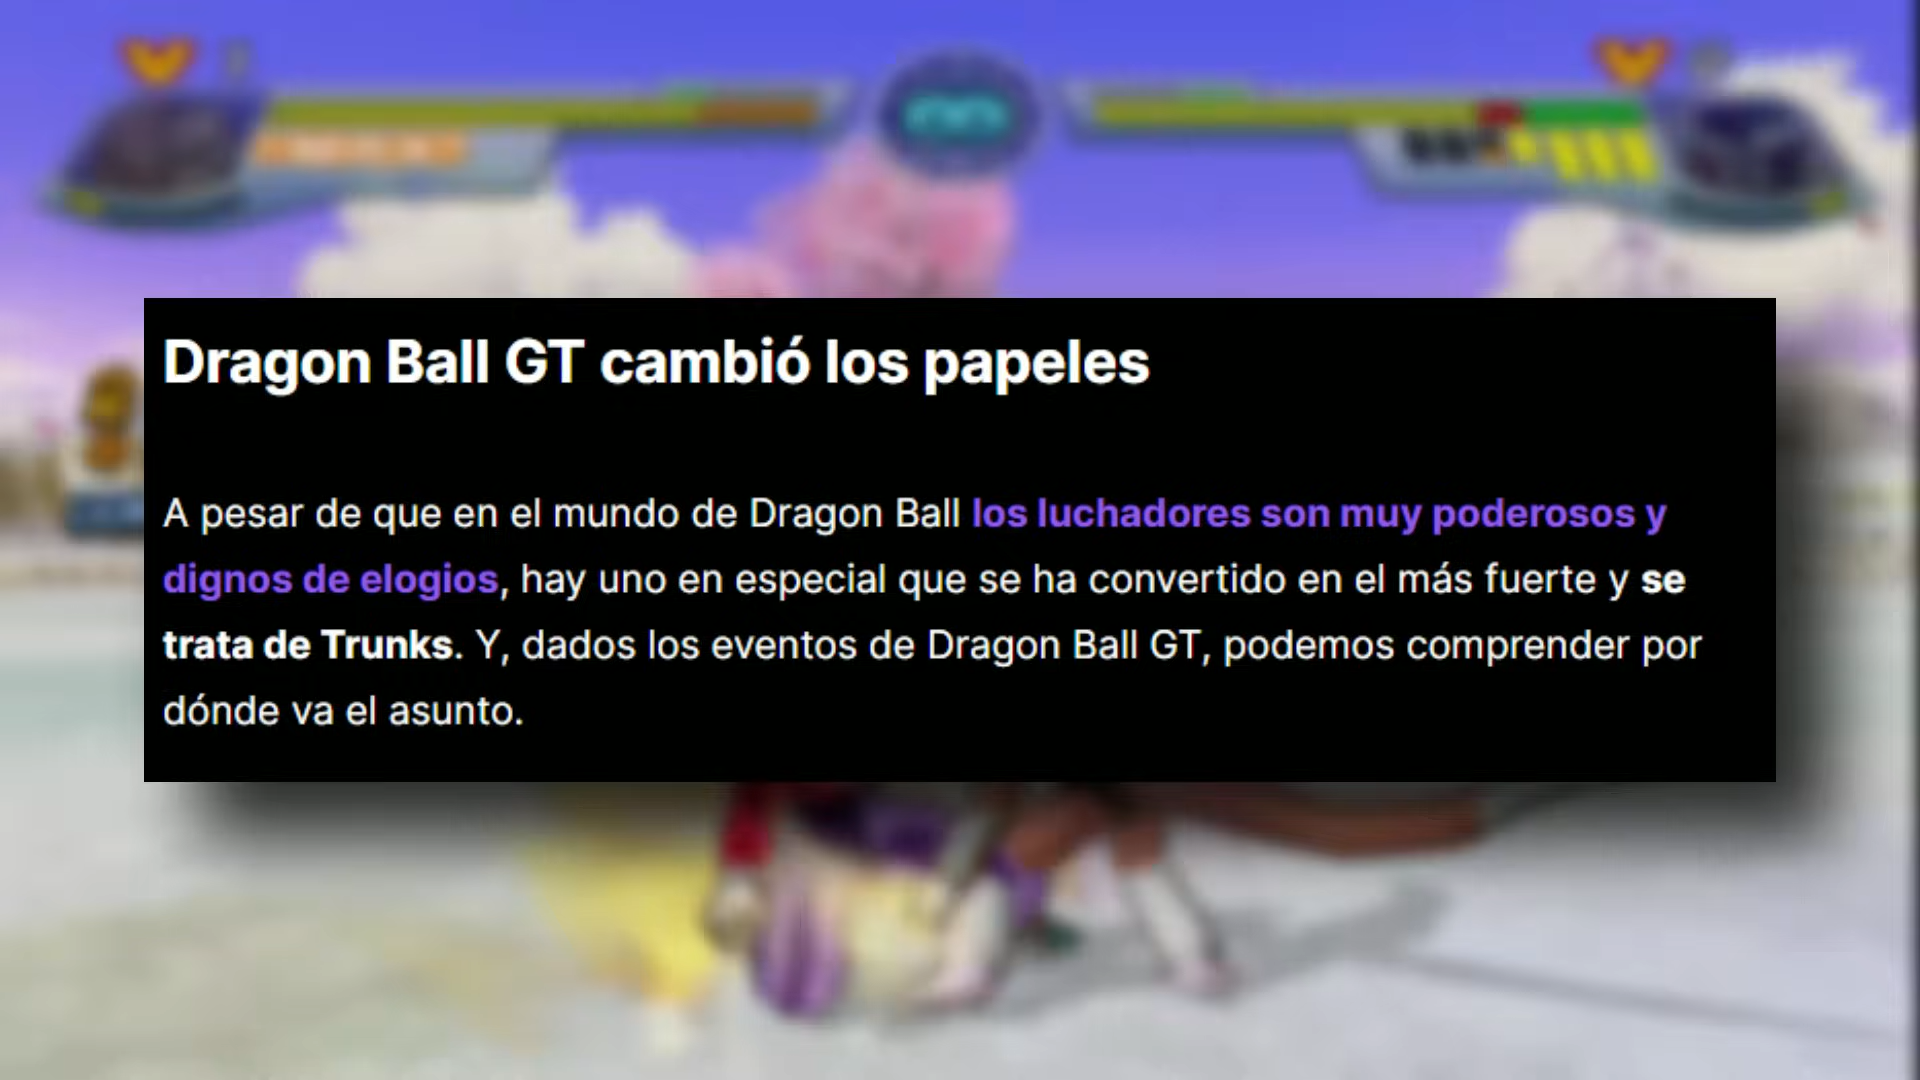 Dragon Ball GT cambió los papeles
A pesar de que en el mundo de Dragon Ball los luchadores son muy poderosos y
dignos de elogios, hay uno en especial que se ha convertido en el más fuerte y se
trata de Trunks. Y, dados los eventos de Dragon Ball GT, podemos comprender por
dónde va el asunto.